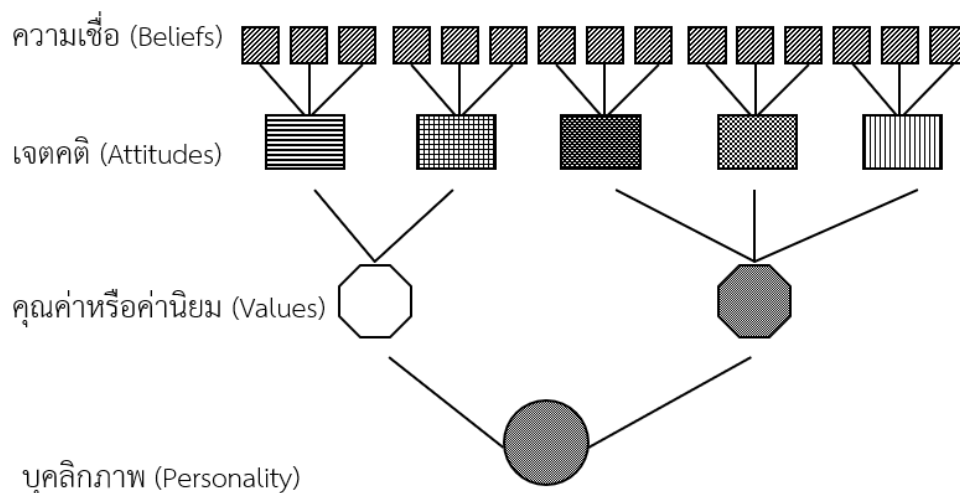 ความเชื่อ (Beliefs)
เจตคติ (Attitudes)
คุณค่าหรือค่านิยม (Values)
บุคลิกภาพ (Personality)